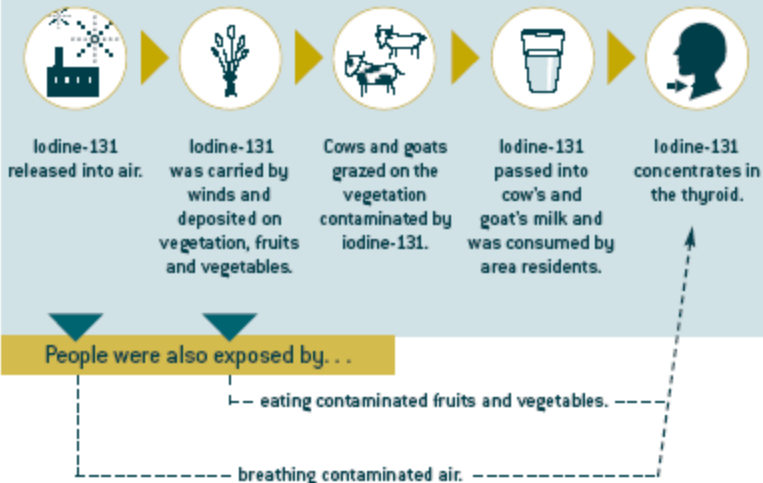 Iodine-131
released into air.
Iodine-131
was carried by
winds and
deposited on
vegetation, fruits
and vegetables.
Cows and goats
grazed on the
vegetation
contaminated by
iodine-131.
Iodine-131
passed into
cow's and
goat's milk and
was consumed by
area residents.
Iodine-131
concentrates in
the thyroid.
People were also exposed by. . .
eating contaminated fruits and vegetables.
breathing contaminated air.